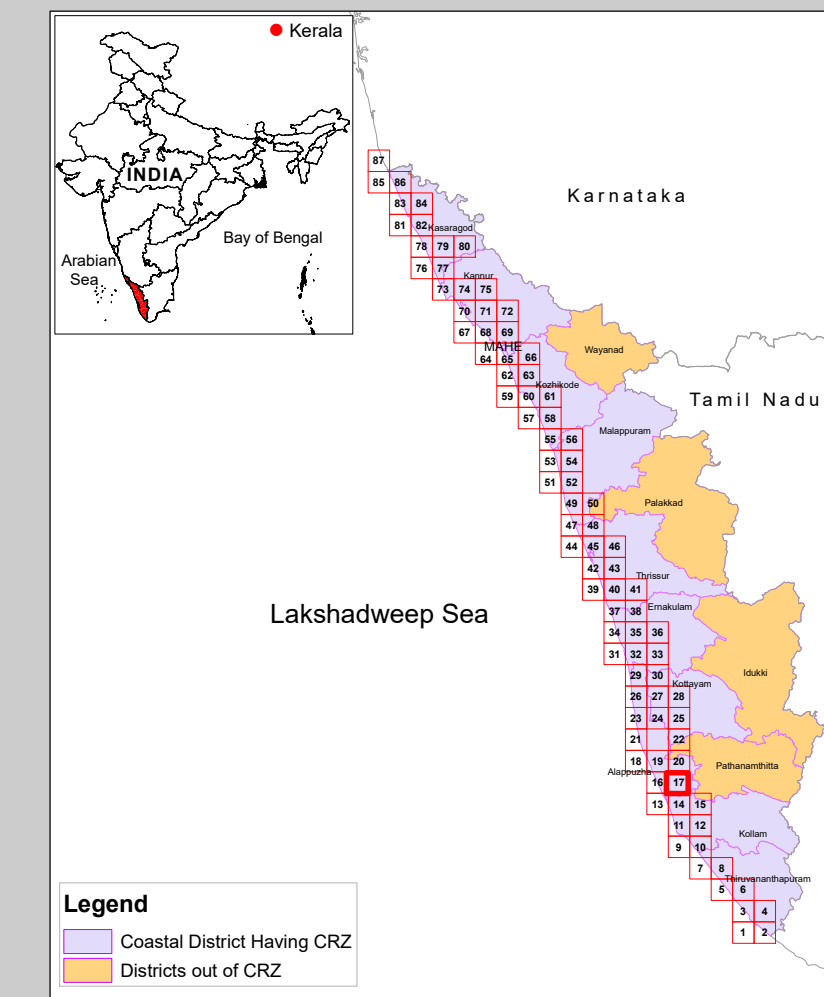 Kerala
INDIA
Bay of Bengal
Arabian
Sea
Karnataka
Tamil Nadu
Lakshadweep Sea
87
85 86
83 84
81 82 Kasaragod
78 79 80
76 77
Kannur
73 74 75
70 71 72
67 68 69
MAHE
64 65 66
Wayanad
62 63
Kozhikode
59 60 61
57 58
Malappuram
55 56
53 54
51 52
49 50 Palakkad
47 48
44 45 46
42 43
Thrissur
39 40 41
37 38 Ernakulam
34 35 36
31 32 33
29 30 Idukki
Kottayam
26 27 28
23 24 25
21 22
18 19 20
Alappuzha Pathanamthitta
16 17
13 14 15
11 12
Kollam
9 10
7 8
Thiruvananthapuram
5 6
3 4
1 2
Legend
Coastal District Having CRZ
Districts out of CRZ